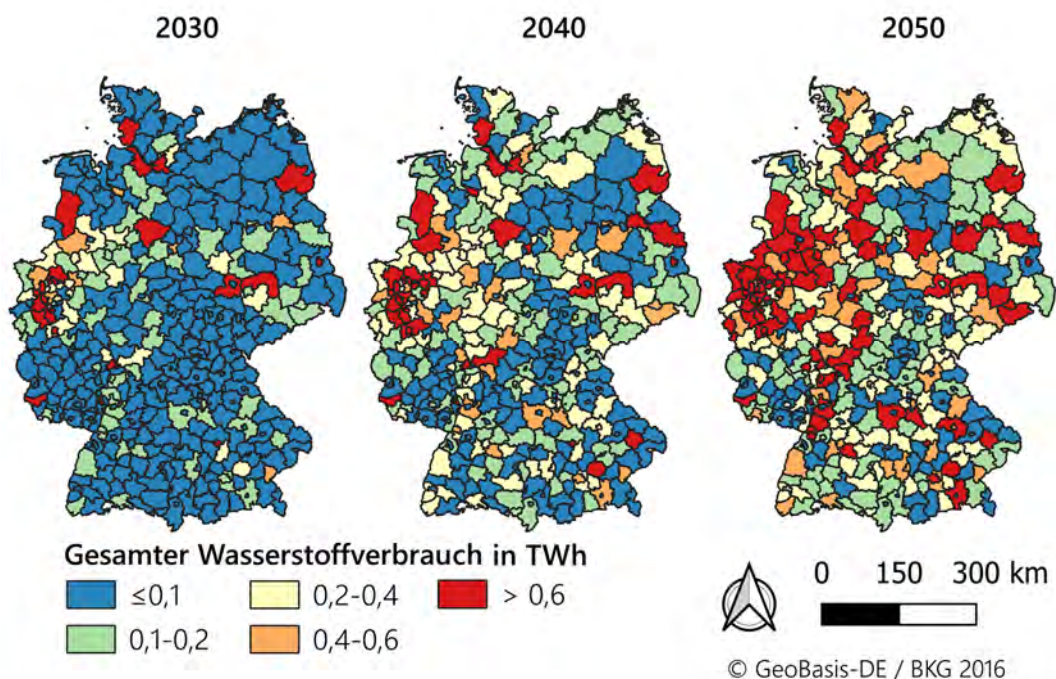 2030 2040 2050
Gesamter Wasserstoffverbrauch in TWh
≤0,1 0,2-0,4 > 0,6
0,1-0,2 0,4-0,6
0 150 300 km
© GeoBasis-DE / BKG 2016